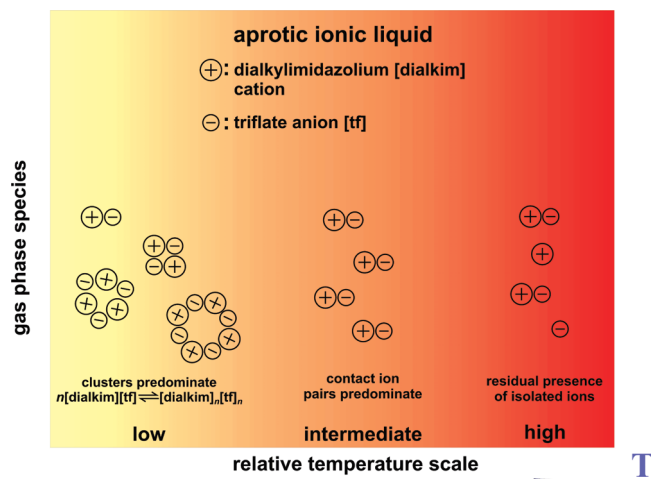 aprotic ionic liquid
+ : dialkylimidazolium [dialkim]
cation
− : triflate anion [tf]
gas phase species
clusters predominate
n[dialkim][tf]⇌[dialkim]ₙ[tf]ₙ
contact ion
pairs predominate
residual presence
of isolated ions
low
intermediate
high
relative temperature scale
T